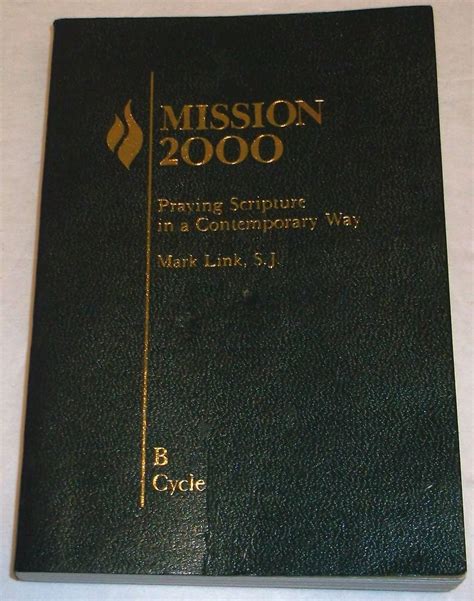 MISSION
2000
Praying Scripture
in a Contemporary Way
Mark Link, S.J.
B
Cycle